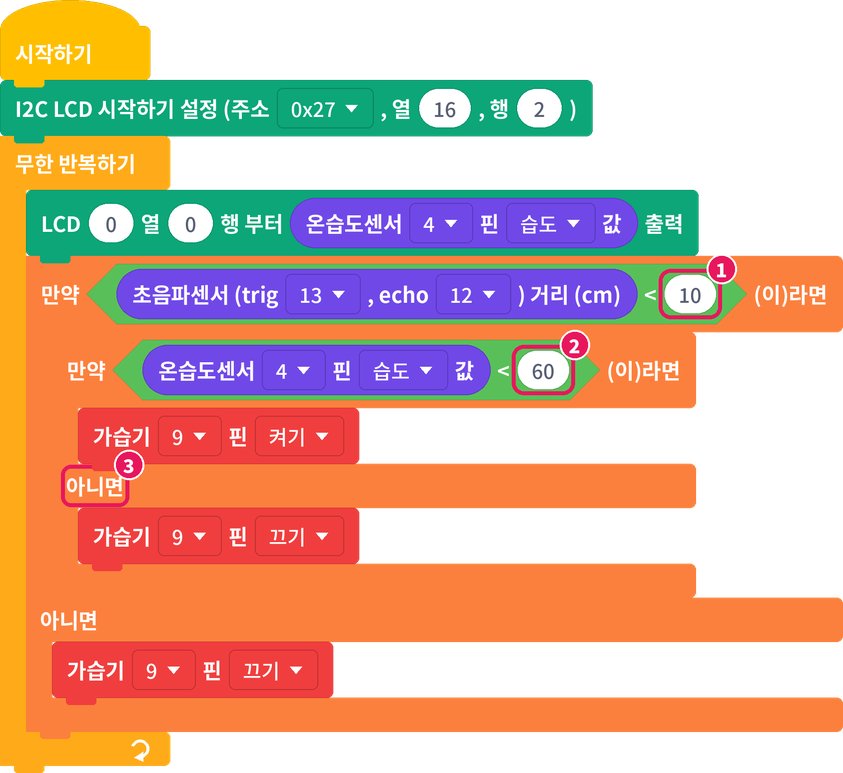 시작하기
I2C LCD 시작하기 설정 (주소 0x27 , 열 16 , 행 2 )
무한 반복하기
LCD 0 열 0 행 부터 온습도센서 4 핀 습도 값 출력
만약 초음파센서 (trig 13 , echo 12 ) 거리 (cm) < 10 (이)라면 1
만약 온습도센서 4 핀 습도 값 < 60 (이)라면 2
가습기 9 핀 켜기
아니면 3
가습기 9 핀 끄기
아니면
가습기 9 핀 끄기